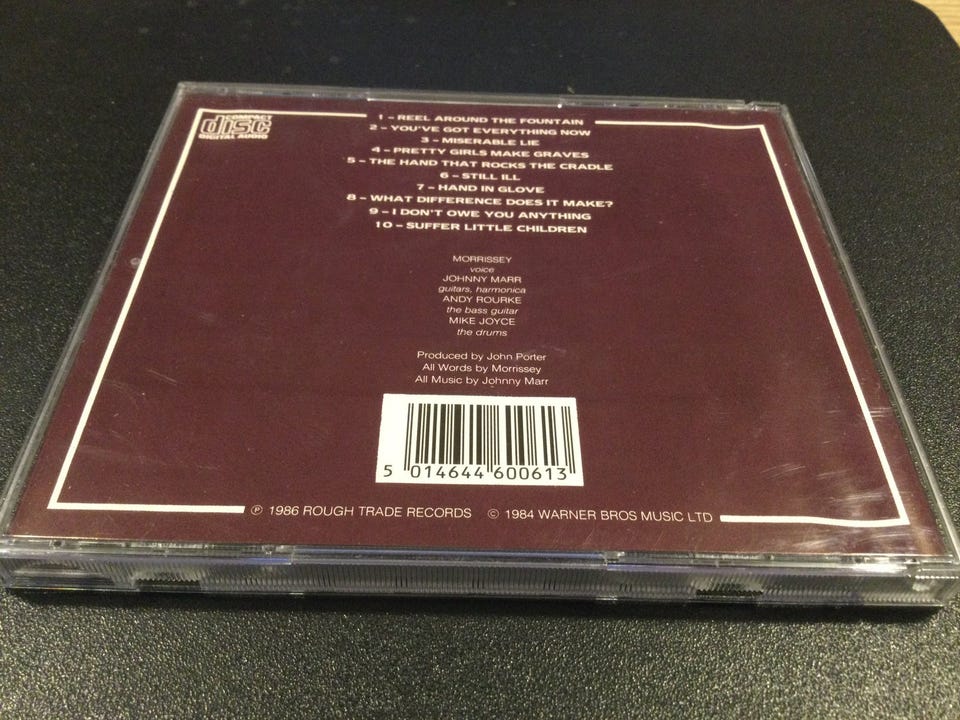 COMPACT
disc
DIGITAL AUDIO
1 – REEL AROUND THE FOUNTAIN
2 – YOU'VE GOT EVERYTHING NOW
3 – MISERABLE LIE
4 – PRETTY GIRLS MAKE GRAVES
5 – THE HAND THAT ROCKS THE CRADLE
6 – STILL ILL
7 – HAND IN GLOVE
8 – WHAT DIFFERENCE DOES IT MAKE?
9 – I DON'T OWE YOU ANYTHING
10 – SUFFER LITTLE CHILDREN
MORRISSEY
voice
JOHNNY MARR
guitars, harmonica
ANDY ROURKE
the bass guitar
MIKE JOYCE
the drums
Produced by John Porter
All Words by Morrissey
All Music by Johnny Marr
5 014644 600613
℗ 1986 ROUGH TRADE RECORDS © 1984 WARNER BROS MUSIC LTD